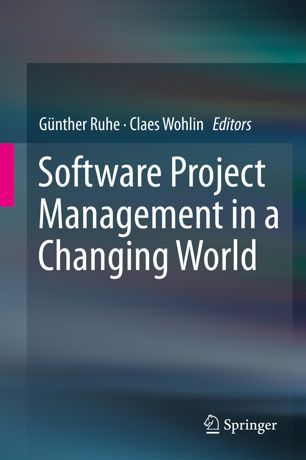 Günther Ruhe · Claes Wohlin Editors
Software Project
Management in a
Changing World
Springer